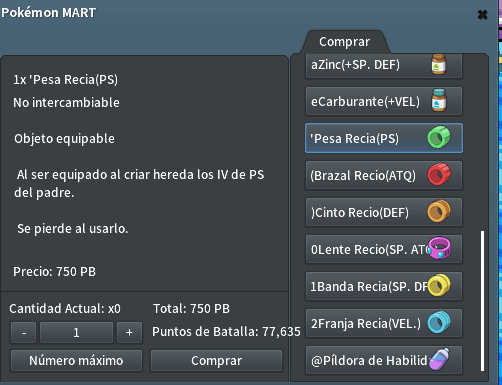 Pokémon MART
Comprar
1x 'Pesa Recia(PS)
No intercambiable
Objeto equipable
Al ser equipado al criar hereda los IV de PS
del padre.
Se pierde al usarlo.
Precio: 750 PB
Cantidad Actual: x0
Total: 750 PB
- 1 +
Puntos de Batalla: 77,635
Número máximo
Comprar
aZinc(+SP. DEF)
eCarburante(+VEL)
'Pesa Recia(PS)
(Brazal Recio(ATQ)
)Cinto Recio(DEF)
0Lente Recio(SP. AT
1Banda Recia(SP. DF
2Franja Recia(VEL.)
@Píldora de Habilid